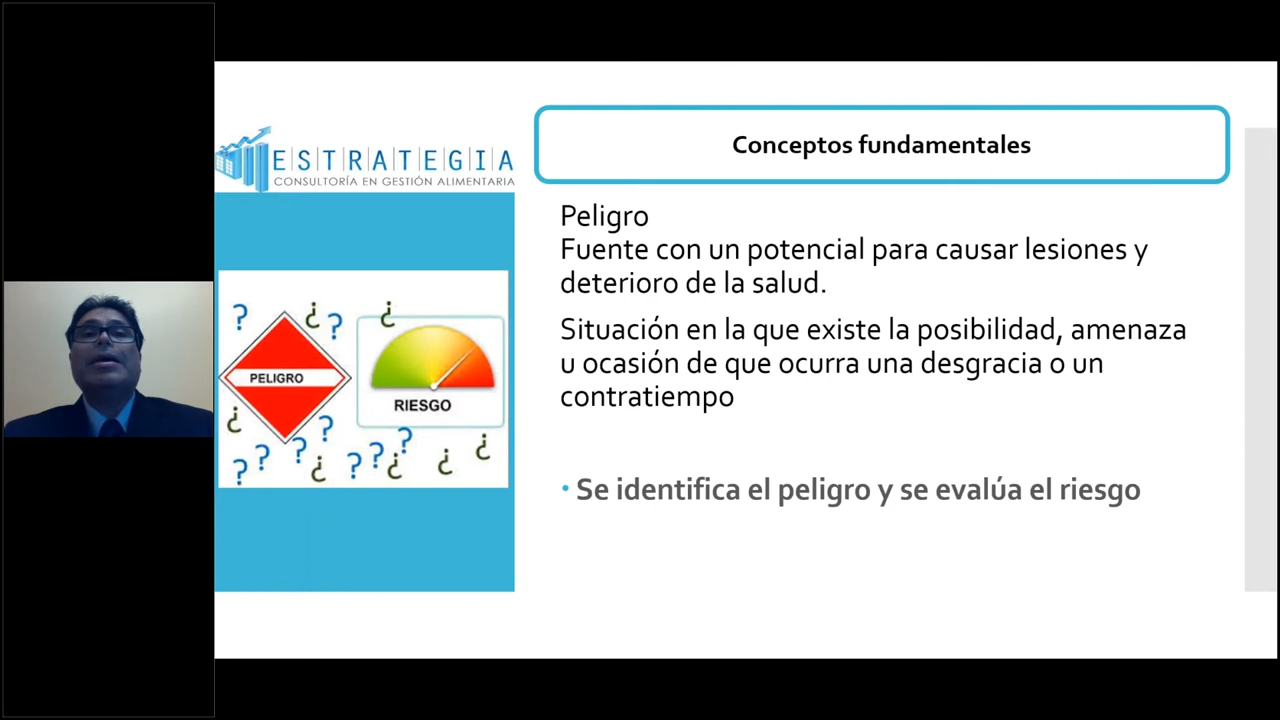 ESTRATEGIA
CONSULTORÍA EN GESTIÓN ALIMENTARIA
Conceptos fundamentales
Peligro
Fuente con un potencial para causar lesiones y
deterioro de la salud.
Situación en la que existe la posibilidad, amenaza
u ocasión de que ocurra una desgracia o un
contratiempo
• Se identifica el peligro y se evalúa el riesgo
? ¿ ? ¿
PELIGRO
RIESGO
¿ ? ? ¿
? ? ? ¿ ? ? ¿ ¿